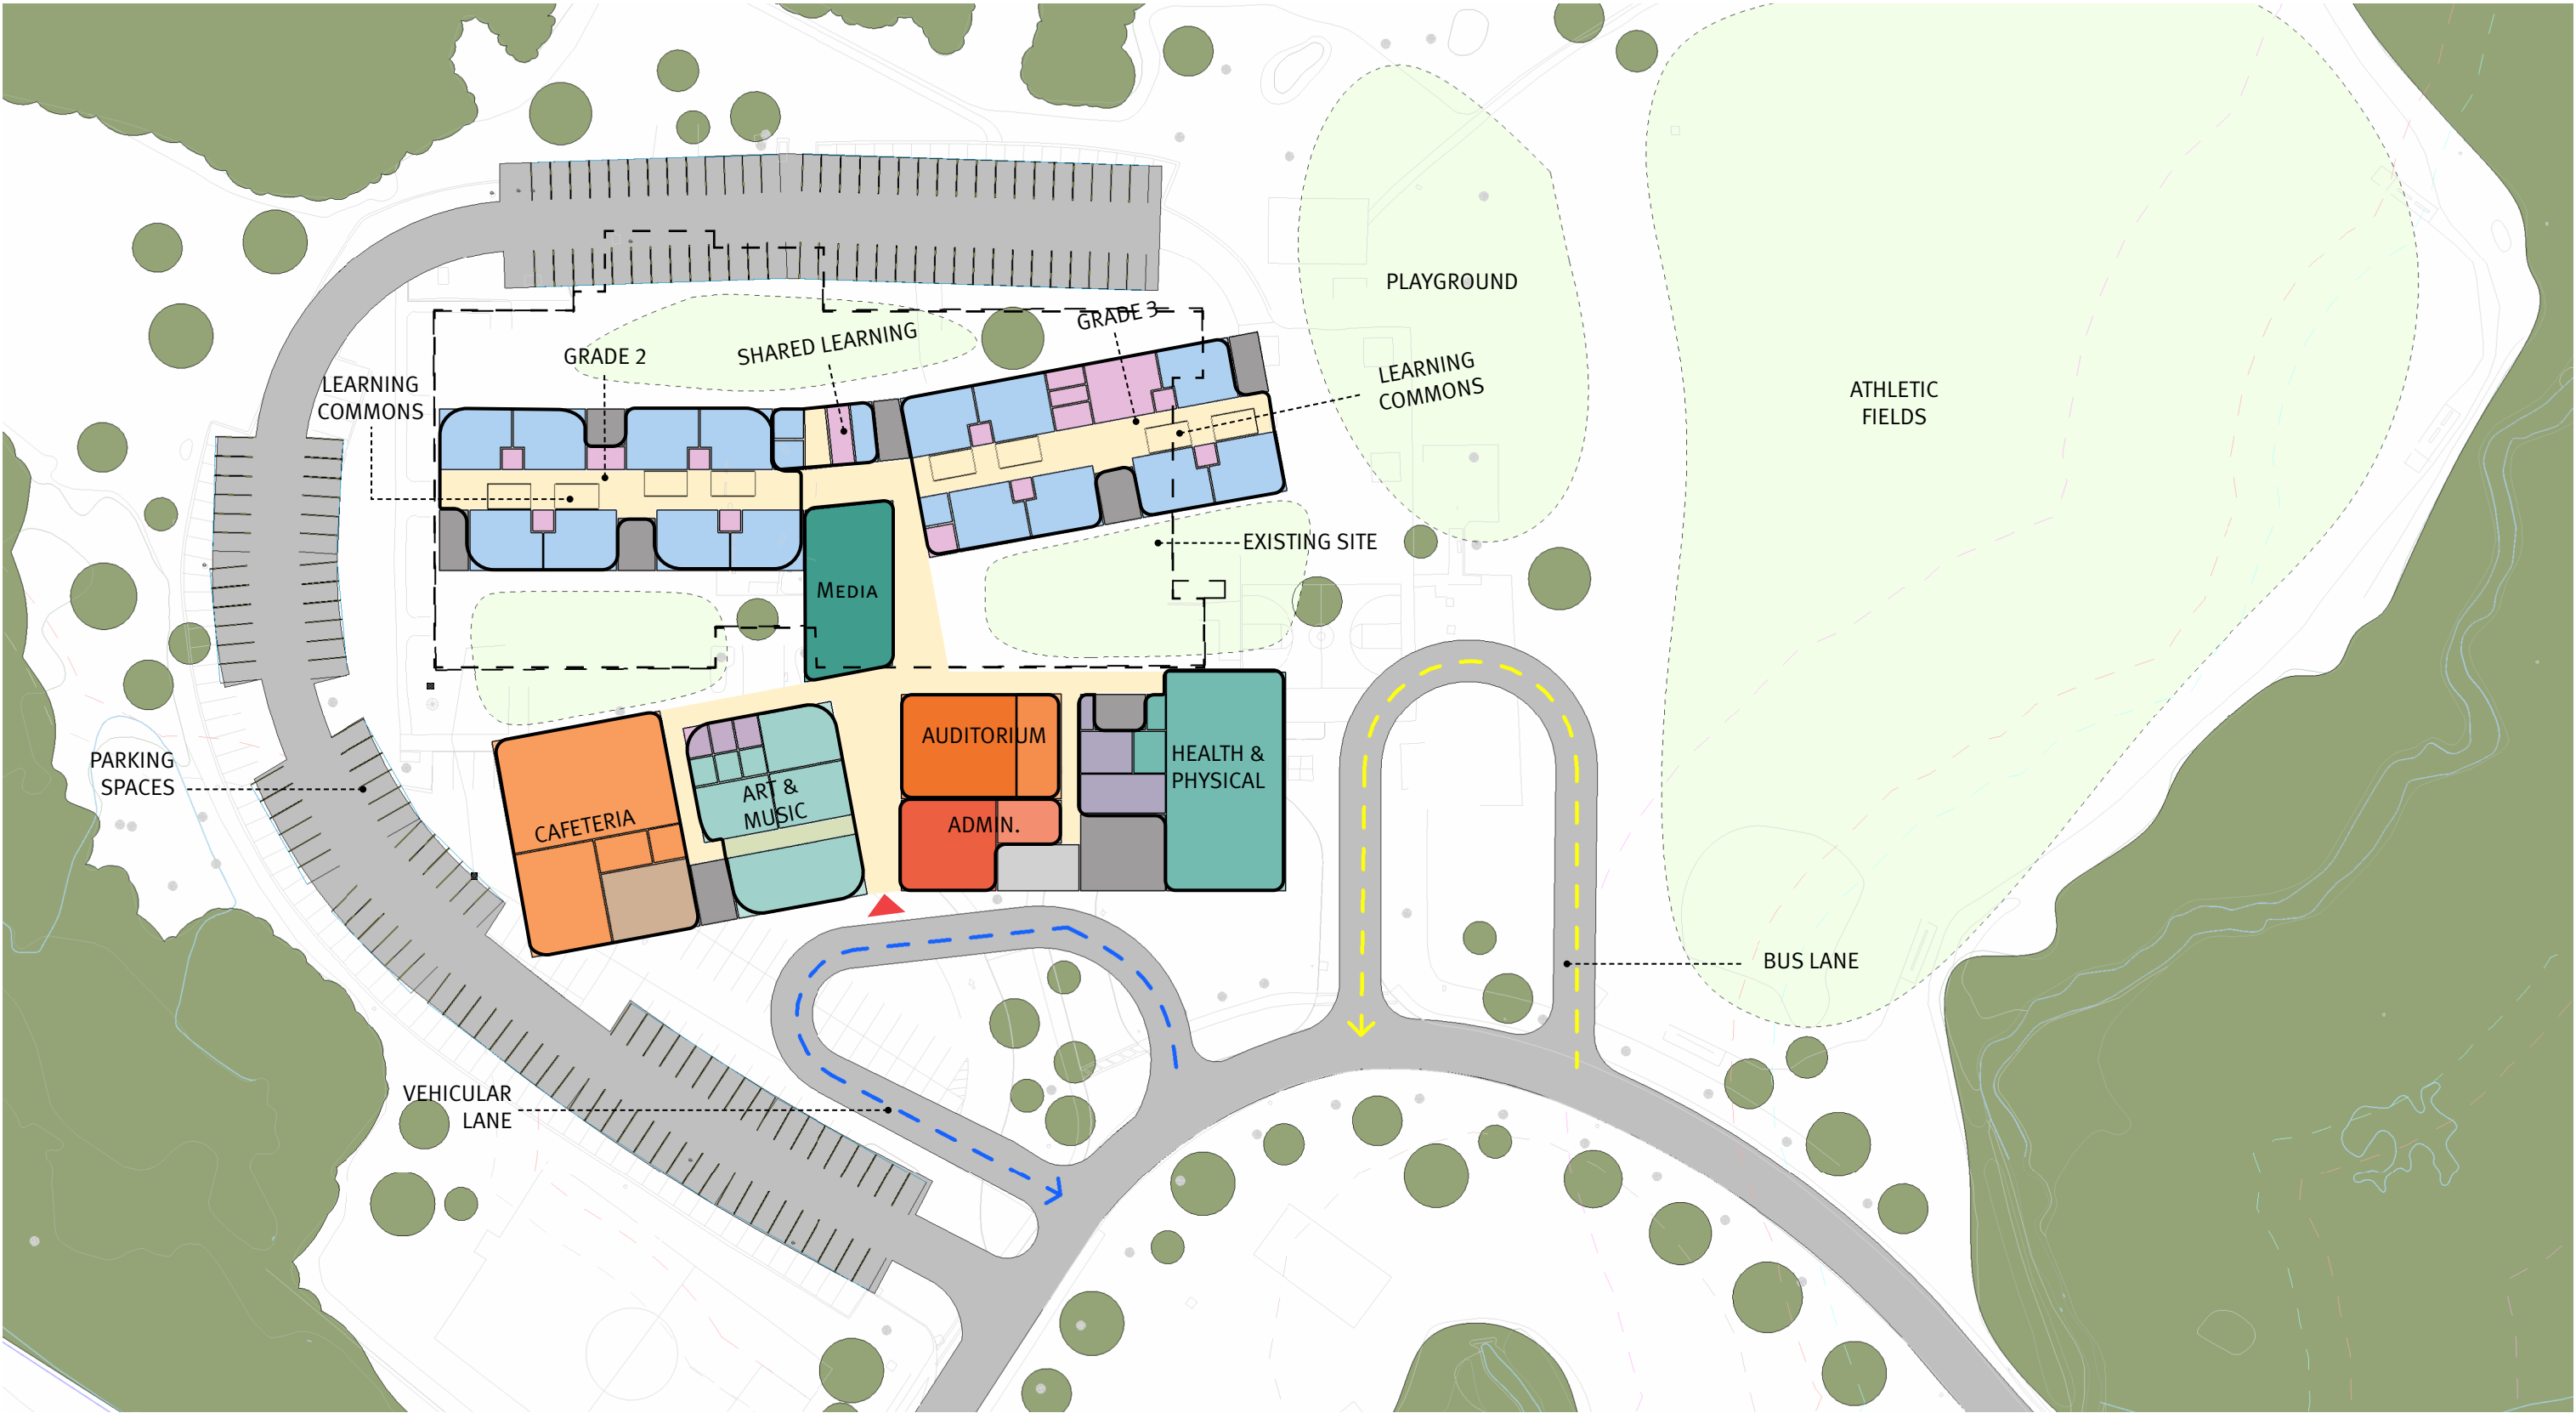 PLAYGROUND
GRADE 3
SHARED LEARNING
GRADE 2
LEARNING
COMMONS
LEARNING
COMMONS
ATHLETIC
FIELDS
EXISTING SITE
MEDIA
AUDITORIUM
HEALTH &
PHYSICAL
PARKING
SPACES
ART &
MUSIC
CAFETERIA
ADMIN.
BUS LANE
VEHICULAR
LANE